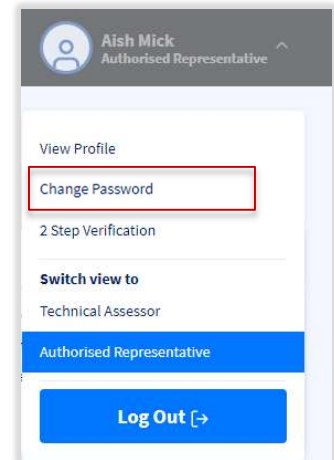 Aish Mick
Authorised Representative
View Profile
Change Password
2 Step Verification
Switch view to
Technical Assessor
Authorised Representative
Log Out